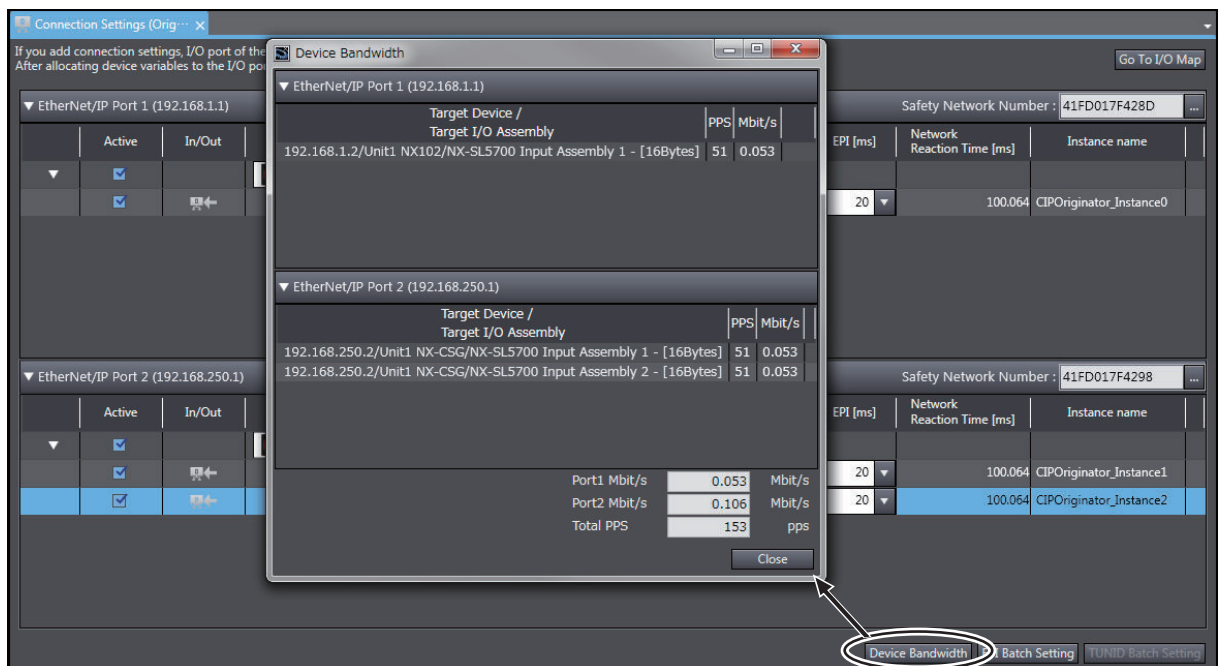 Connection Settings (Orig··· ×
If you add connection settings, I/O port of the
After allocating device variables to the I/O
Go To I/O Map
▼ EtherNet/IP Port 1 (192.168.1.1)
Safety Network Number : 41FD017F428D ...
Active In/Out EPI [ms] Network Reaction Time [ms] Instance name
20 100.064 CIPOriginator_Instance0
▼ EtherNet/IP Port 2 (192.168.250.1)
Safety Network Number : 41FD017F4298 ...
Active In/Out EPI [ms] Network Reaction Time [ms] Instance name
20 100.064 CIPOriginator_Instance1
20 100.064 CIPOriginator_Instance2
Device Bandwidth
▼ EtherNet/IP Port 1 (192.168.1.1)
Target Device /
Target I/O Assembly
PPS Mbit/s
192.168.1.2/Unit1 NX102/NX-SL5700 Input Assembly 1 - [16Bytes] 51 0.053
▼ EtherNet/IP Port 2 (192.168.250.1)
Target Device /
Target I/O Assembly
PPS Mbit/s
192.168.250.2/Unit1 NX-CSG/NX-SL5700 Input Assembly 1 - [16Bytes] 51 0.053
192.168.250.2/Unit1 NX-CSG/NX-SL5700 Input Assembly 2 - [16Bytes] 51 0.053
Port1 Mbit/s 0.053 Mbit/s
Port2 Mbit/s 0.106 Mbit/s
Total PPS 153 pps
Close
Device Bandwidth Batch Setting TUNID Batch Setting